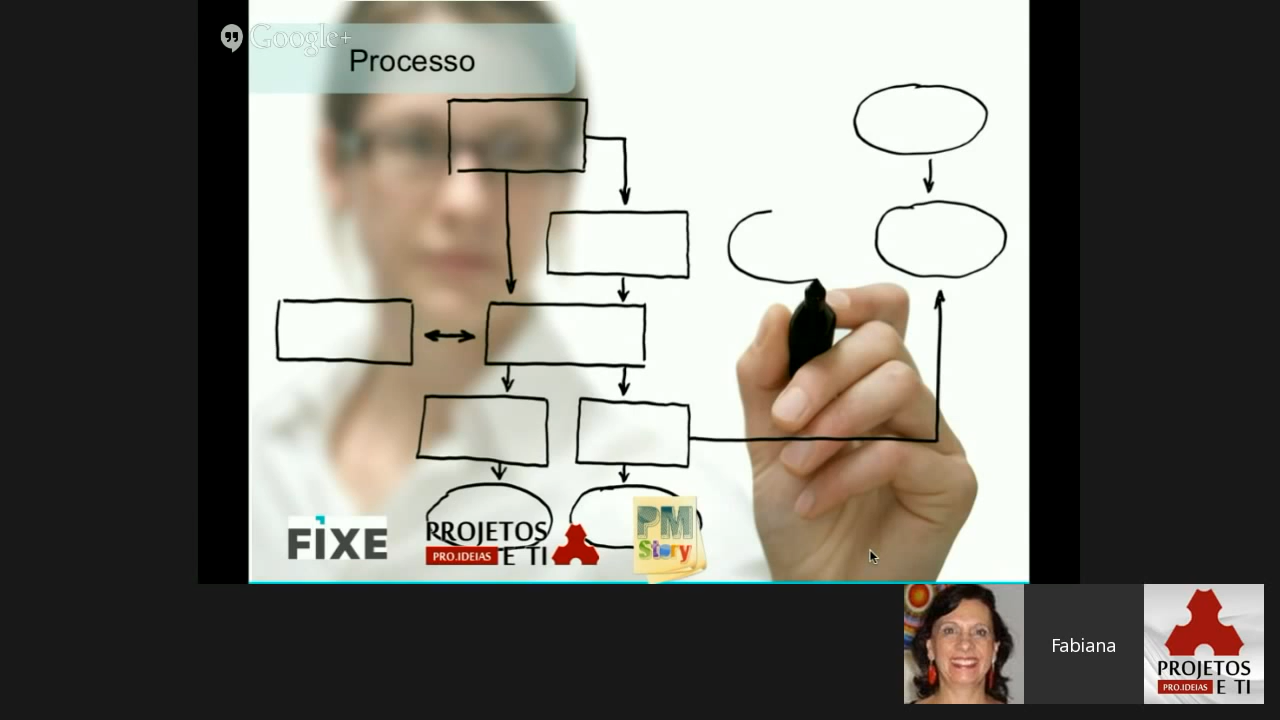 Google+
Processo
FIXE
PROJETOS
PRO.IDEIAS E TI
PM
Story
Fabiana
PROJETOS
PRO.IDEIAS E TI